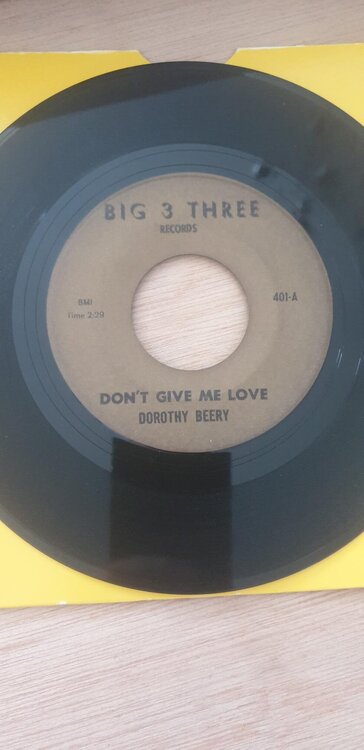 BIG 3 THREE
RECORDS
BMI
Time 2:29
401-A
DON'T GIVE ME LOVE
DOROTHY BEERY